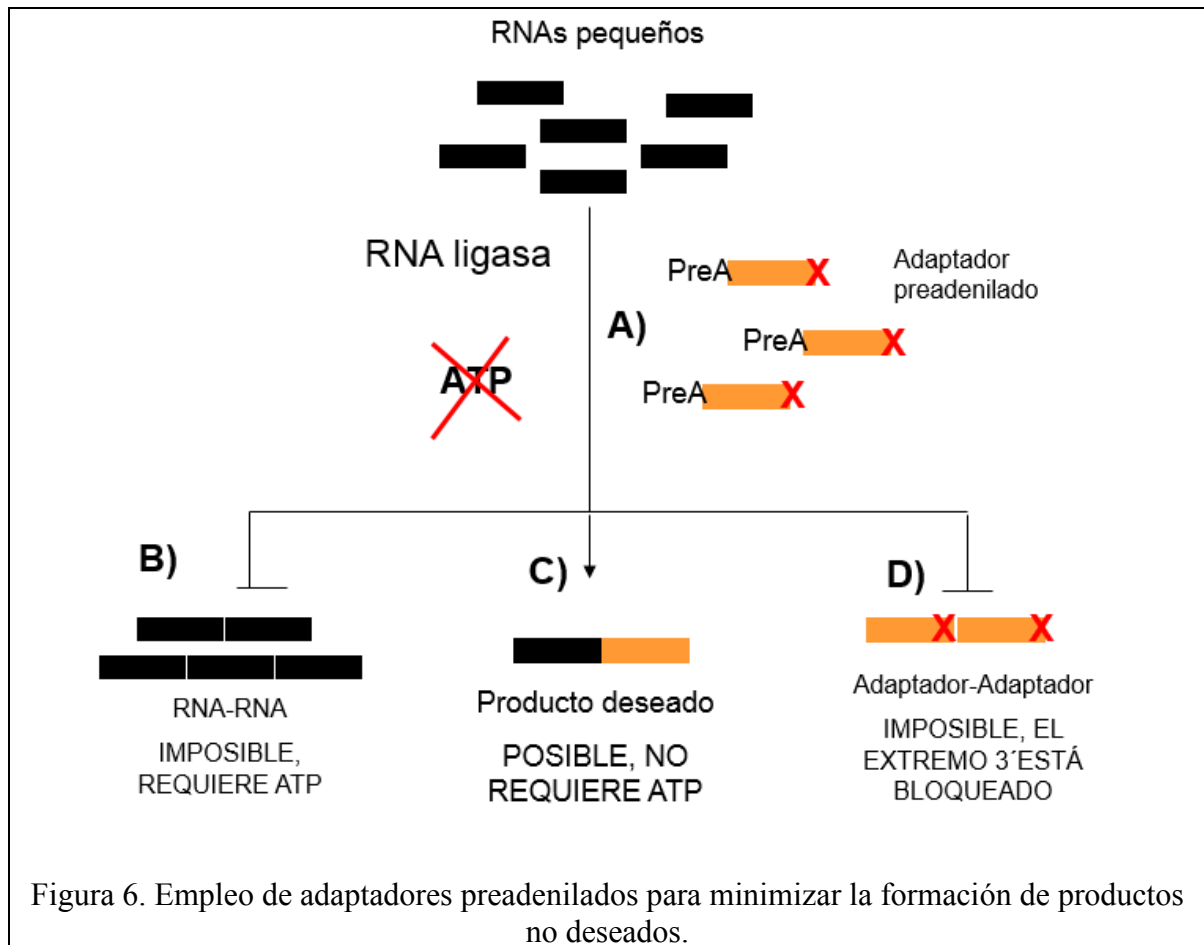 RNAs pequeños
RNA ligasa
ATP
A)
PreA
X
Adaptador
preadenilado
PreA
X
PreA
X
B)
RNA-RNA
IMPOSIBLE,
REQUIERE ATP
C)
Producto deseado
POSIBLE, NO
REQUIERE ATP
D)
X
X
Adaptador-Adaptador
IMPOSIBLE, EL
EXTREMO 3´ESTÁ
BLOQUEADO
Figura 6. Empleo de adaptadores preadenilados para minimizar la formación de productos
no deseados.